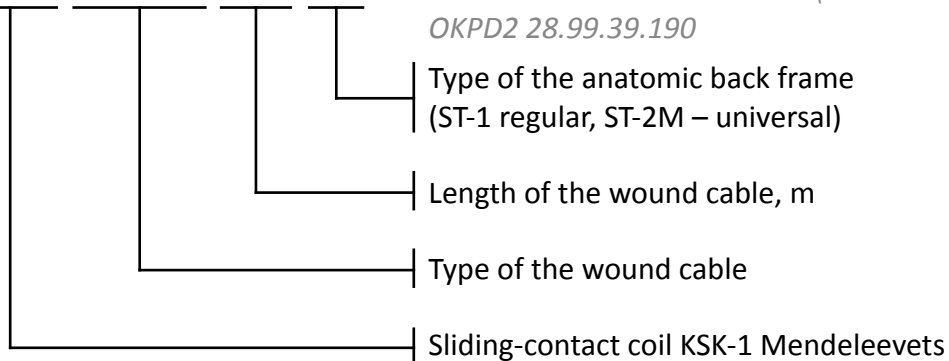 OKPD2 28.99.39.190
Type of the anatomic back frame
(ST-1 regular, ST-2M – universal)
Length of the wound cable, m
Type of the wound cable
Sliding-contact coil KSK-1 Mendeleevets